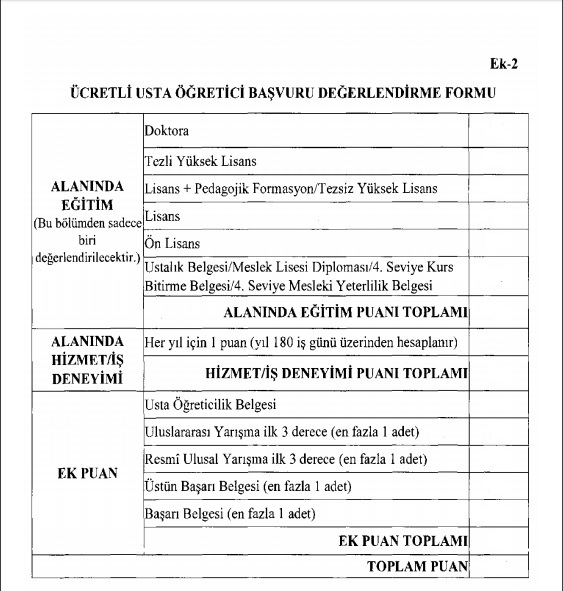 Ek-2
ÜCRETLİ USTA ÖĞRETİCİ BAŞVURU DEĞERLENDİRME FORMU
ALANINDA
EĞİTİM
(Bu bölümden sadece
biri
değerlendirilecektir.)
Doktora
Tezli Yüksek Lisans
Lisans + Pedagojik Formasyon/Tezsiz Yüksek Lisans
Lisans
Ön Lisans
Ustalık Belgesi/Meslek Lisesi Diploması/4. Seviye Kurs
Bitirme Belgesi/4. Seviye Mesleki Yeterlilik Belgesi
ALANINDA EĞİTİM PUANI TOPLAMI
ALANINDA
HİZMET/İŞ
DENEYİMİ
Her yıl için 1 puan (yıl 180 iş günü üzerinden hesaplanır)
HİZMET/İŞ DENEYİMİ PUANI TOPLAMI
EK PUAN
Usta Öğreticilik Belgesi
Uluslararası Yarışma ilk 3 derece (en fazla 1 adet)
Resmî Ulusal Yarışma ilk 3 derece (en fazla 1 adet)
Üstün Başarı Belgesi (en fazla 1 adet)
Başarı Belgesi (en fazla 1 adet)
EK PUAN TOPLAMI
TOPLAM PUAN